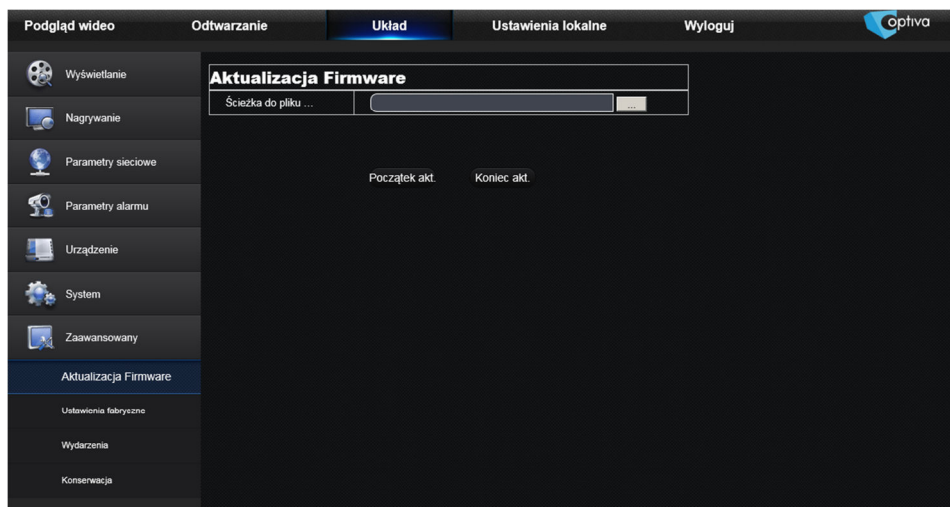 Podgląd wideo Odtwarzanie Układ Ustawienia lokalne Wyloguj optiva
Wyświetlanie
Nagrywanie
Parametry sieciowe
Parametry alarmu
Urządzenie
System
Zaawansowany
Aktualizacja Firmware
Ustawienia fabryczne
Wydarzenia
Konserwacja
Aktualizacja Firmware
Ścieżka do pliku ... ...
Początek akt. Koniec akt.